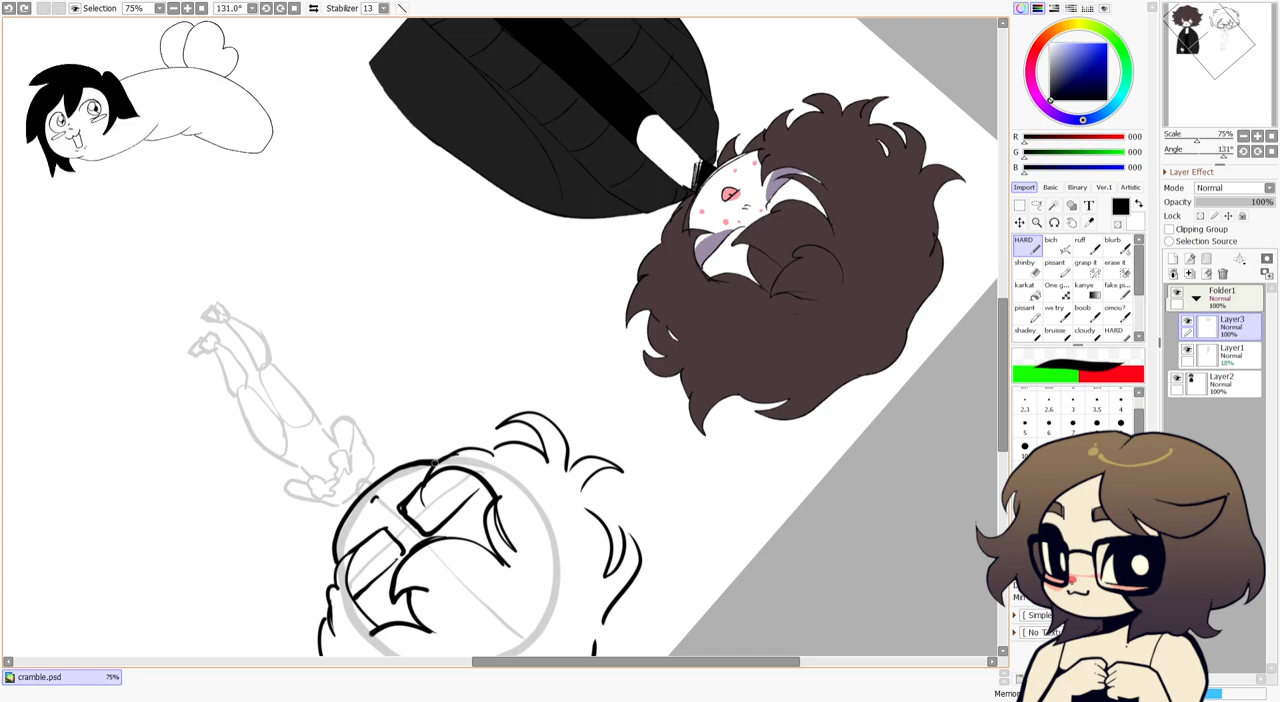 Selection 75% 131.0° Stabilizer 13
Scale 75%
Angle 131°
Layer Effect
Mode Normal
Opacity 100%
Lock
Clipping Group
Selection Source
R 000
G 000
B 000
Import Basic Binary Ver.1 Artistic
HARD bich ruff blurb
shinby pissant grasp it erase it
karkat One g... kanye fake pi...
pissant we try boob omou?
shadey bruisse cloudy HARD
Folder1
Normal
100%
Layer3
Normal
100%
Layer1
Normal
18%
Layer2
Normal
100%
2.3 2.6 3 3.5 4
5 6 7
cramble.psd 75%